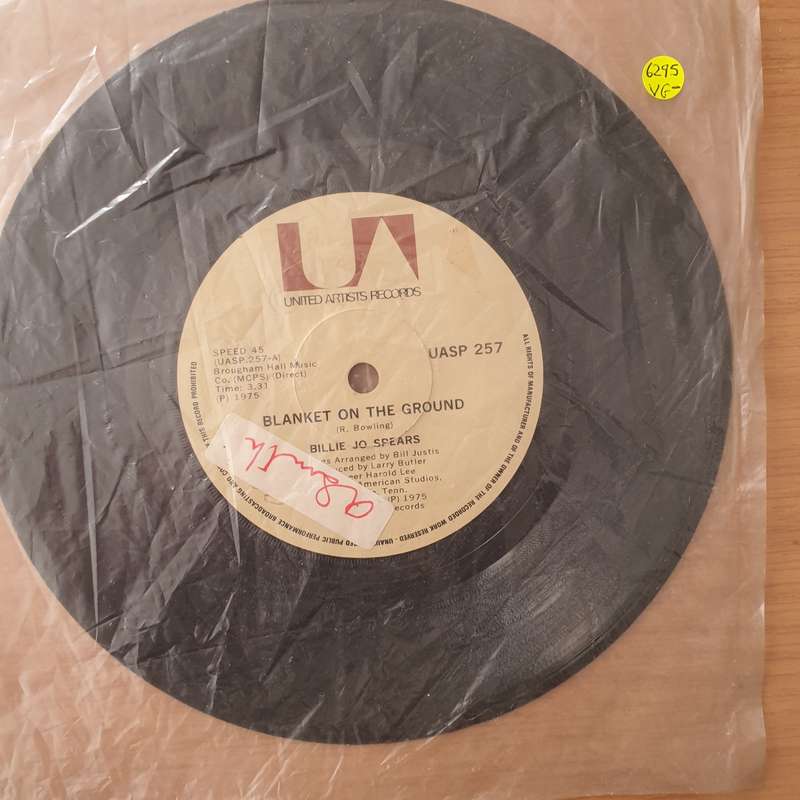 6295
VG-
UA
UNITED ARTISTS RECORDS
SPEED 45
(UASP.257-A)
Brougham Hall Music
Co. (MCPS) (Direct)
Time: 3.31
(P) 1975
UASP 257
BLANKET ON THE GROUND
(R. Bowling)
BILLIE JO SPEARS
Arranged by Bill Justis
by Larry Butler
Harold Lee
American Studios,
Tenn.
(P) 1975
asmith
ALL RIGHTS OF MANUFACTURER AND OF THE OWNER OF THE RECORDED WORK RESERVED - PUBLIC PERFORMANCE BROADCASTING AND THIS RECORD PROHIBITED